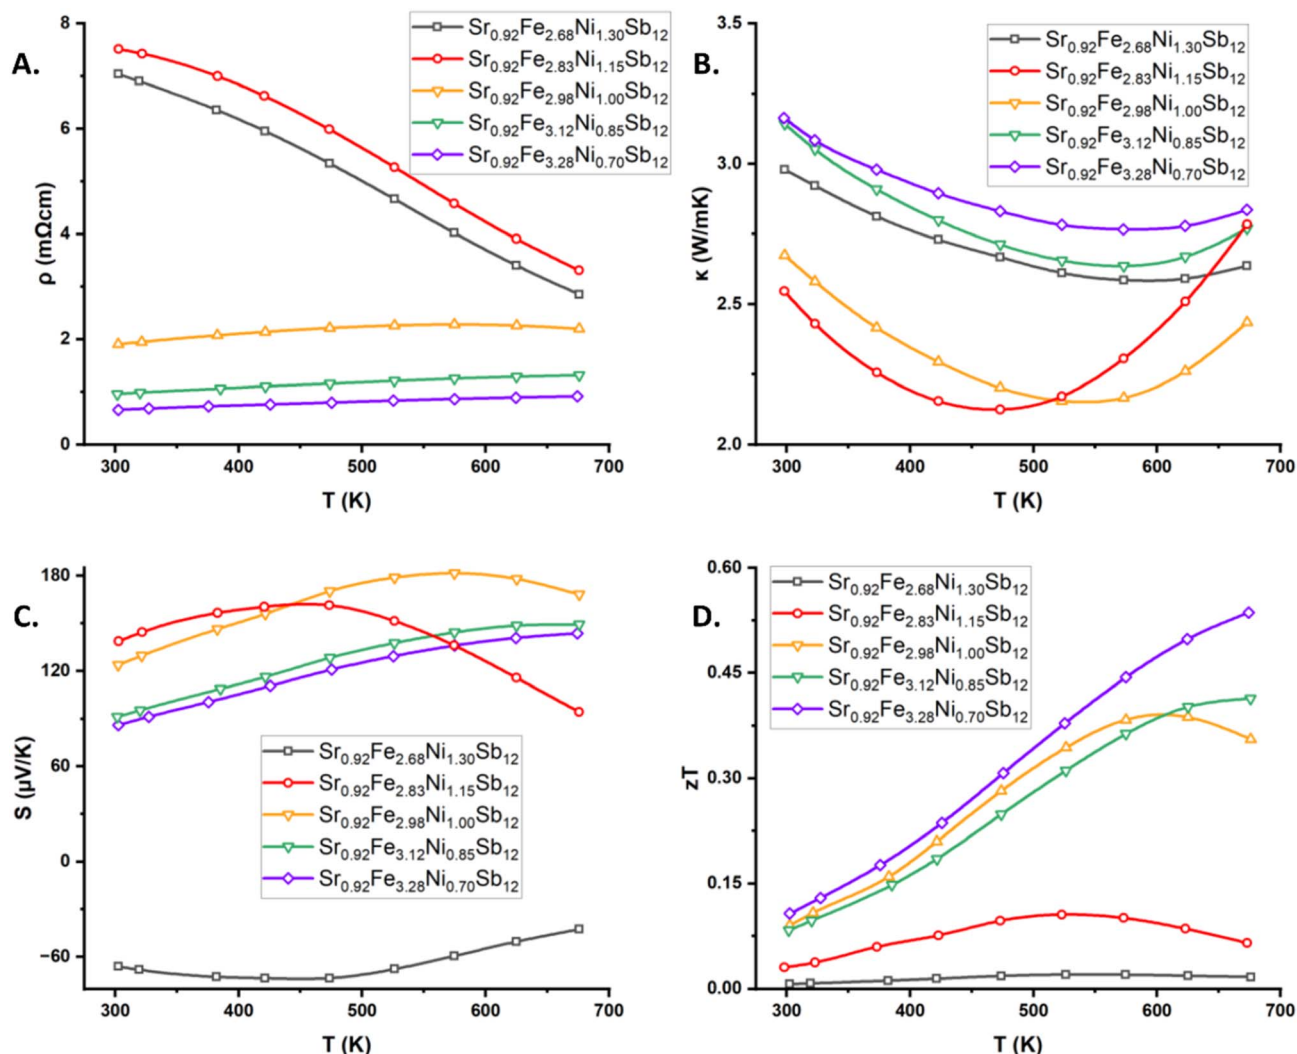 A.
8
6
4
2
0
ρ (mΩcm)
300 400 500 600 700
T (K)
Sr0.92Fe2.68Ni1.30Sb12
Sr0.92Fe2.83Ni1.15Sb12
Sr0.92Fe2.98Ni1.00Sb12
Sr0.92Fe3.12Ni0.85Sb12
Sr0.92Fe3.28Ni0.70Sb12
B.
3.5
3.0
2.5
2.0
κ (W/mK)
300 400 500 600 700
T (K)
Sr0.92Fe2.68Ni1.30Sb12
Sr0.92Fe2.83Ni1.15Sb12
Sr0.92Fe2.98Ni1.00Sb12
Sr0.92Fe3.12Ni0.85Sb12
Sr0.92Fe3.28Ni0.70Sb12
C.
180
120
60
0
−60
S (µV/K)
300 400 500 600 700
T (K)
Sr0.92Fe2.68Ni1.30Sb12
Sr0.92Fe2.83Ni1.15Sb12
Sr0.92Fe2.98Ni1.00Sb12
Sr0.92Fe3.12Ni0.85Sb12
Sr0.92Fe3.28Ni0.70Sb12
D.
0.60
0.45
0.30
0.15
0.00
zT
300 400 500 600 700
T (K)
Sr0.92Fe2.68Ni1.30Sb12
Sr0.92Fe2.83Ni1.15Sb12
Sr0.92Fe2.98Ni1.00Sb12
Sr0.92Fe3.12Ni0.85Sb12
Sr0.92Fe3.28Ni0.70Sb12